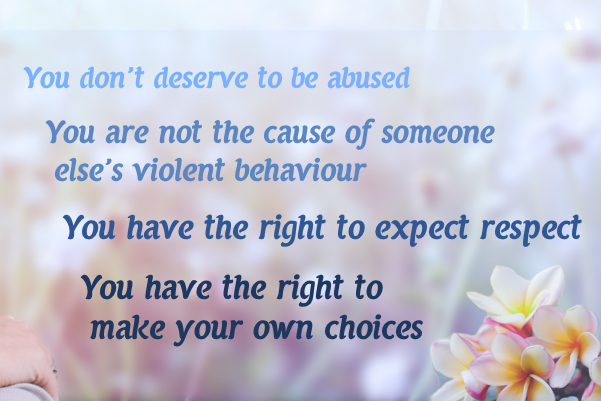 You don't deserve to be abused
You are not the cause of someone
else's violent behaviour
You have the right to expect respect
You have the right to
make your own choices